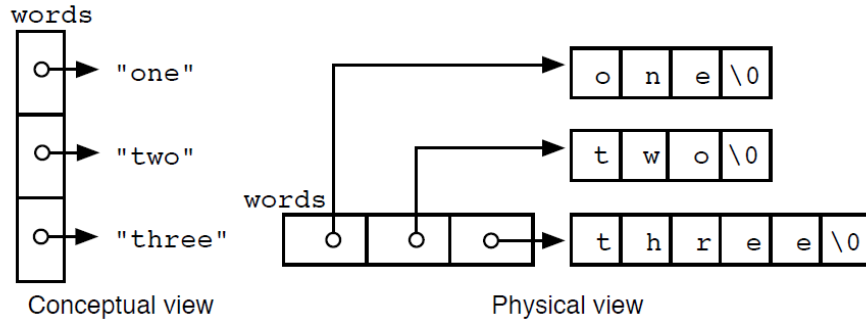 words
"one"
"two"
"three"
Conceptual view
o n e \0
t w o \0
words
t h r e e \0
Physical view